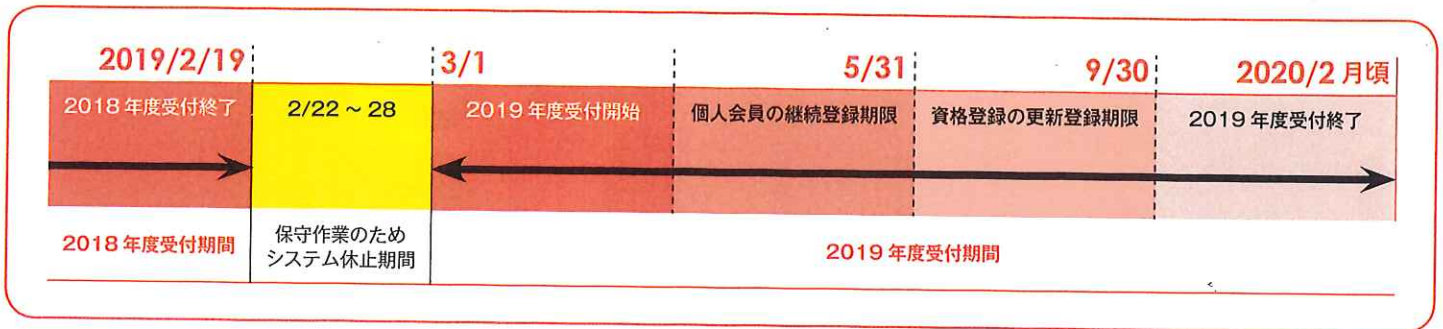 2019/2/19
3/1
5/31
9/30
2020/2 月頃
2018 年度受付終了
2/22 ~ 28
2019 年度受付開始
個人会員の継続登録期限
資格登録の更新登録期限
2019 年度受付終了
2018 年度受付期間
保守作業のため
システム休止期間
2019 年度受付期間